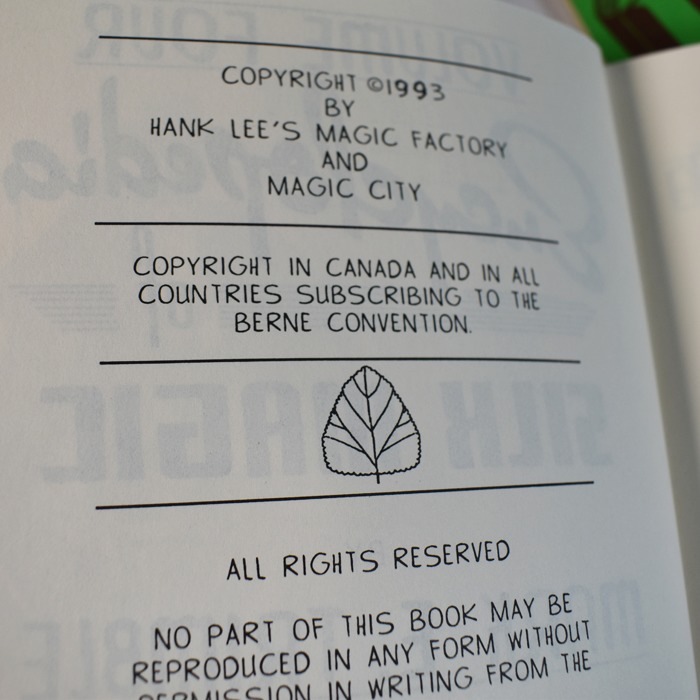 COPYRIGHT ©1993
BY
HANK LEE'S MAGIC FACTORY
AND
MAGIC CITY
COPYRIGHT IN CANADA AND IN ALL
COUNTRIES SUBSCRIBING TO THE
BERNE CONVENTION.
ALL RIGHTS RESERVED
NO PART OF THIS BOOK MAY BE
REPRODUCED IN ANY FORM WITHOUT
PERMISSION IN WRITING FROM THE